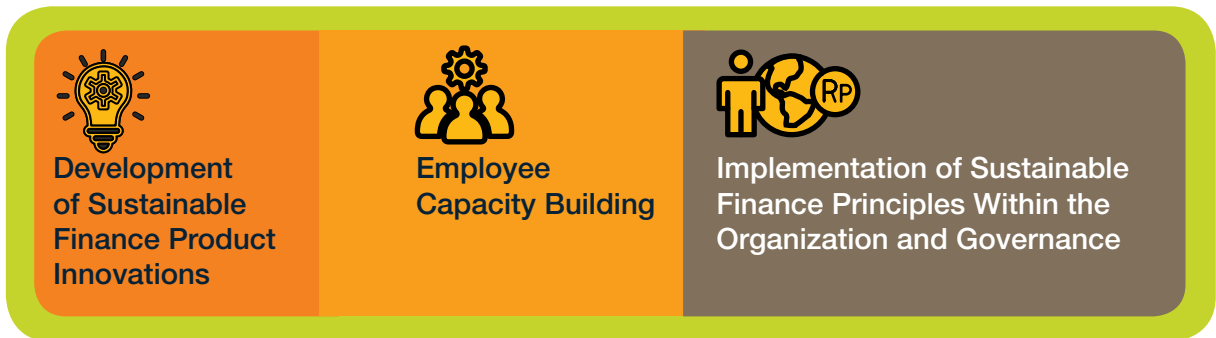 Development
of Sustainable
Finance Product
Innovations
Employee
Capacity Building
RP
Implementation of Sustainable
Finance Principles Within the
Organization and Governance